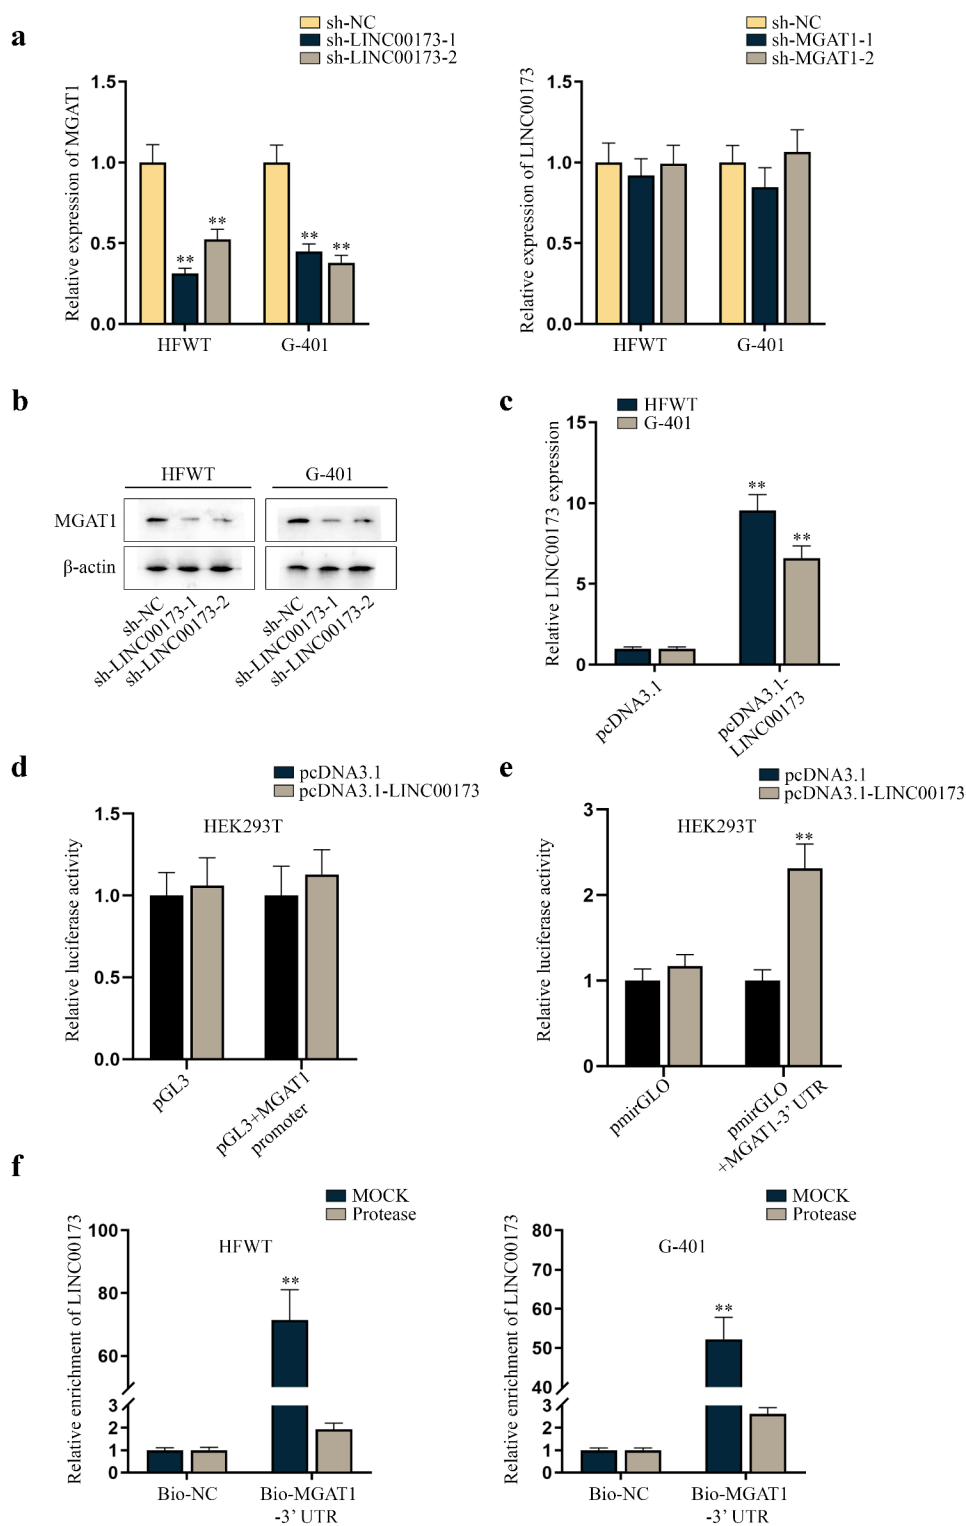 a
sh-NC
sh-LINC00173-1
sh-LINC00173-2
Relative expression of MGAT1
1.5
1.0
0.5
0.0
**
**
**
**
HFWT
G-401
sh-NC
sh-MGAT1-1
sh-MGAT1-2
Relative expression of LINC00173
1.5
1.0
0.5
0.0
HFWT
G-401
b
HFWT
G-401
MGAT1
β-actin
sh-NC
sh-LINC00173-1
sh-LINC00173-2
sh-NC
sh-LINC00173-1
sh-LINC00173-2
c
HFWT
G-401
Relative LINC00173 expression
15
10
5
0
**
**
pcDNA3.1
pcDNA3.1-
LINC00173
d
pcDNA3.1
pcDNA3.1-LINC00173
HEK293T
Relative luciferase activity
1.5
1.0
0.5
0.0
pGL3
pGL3+MGAT1
promoter
e
pcDNA3.1
pcDNA3.1-LINC00173
HEK293T
Relative luciferase activity
3
2
1
0
**
pmirGLO
pmirGLO
+MGAT1-3’ UTR
f
MOCK
Protease
HFWT
Relative enrichment of LINC00173
100
80
60
3
2
1
0
**
Bio-NC
Bio-MGAT1
-3’ UTR
MOCK
Protease
G-401
Relative enrichment of LINC00173
80
70
60
50
40
3
2
1
0
**
Bio-NC
Bio-MGAT1
-3’ UTR